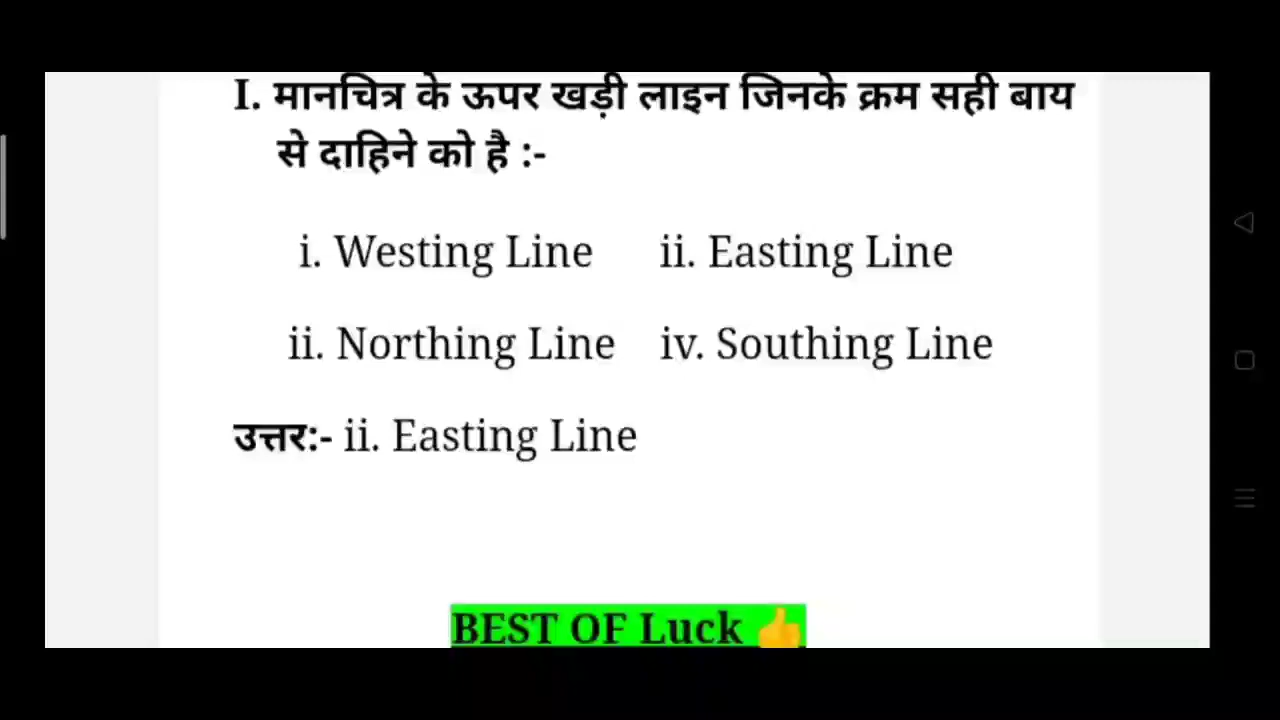 I. मानचित्र के ऊपर खड़ी लाइन जिनके क्रम सही बाय
से दाहिने को है :-
i. Westing Line ii. Easting Line
ii. Northing Line iv. Southing Line
उत्तर:- ii. Easting Line
BEST OF Luck 👍